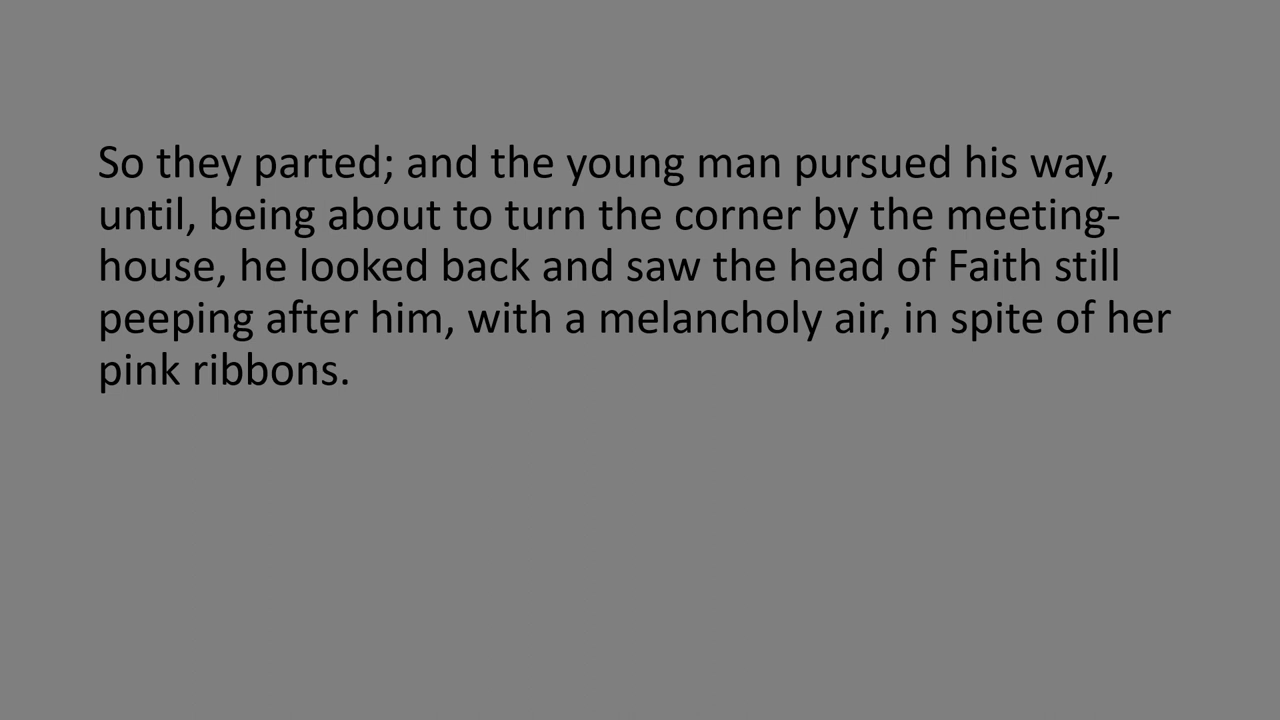 So they parted; and the young man pursued his way,
until, being about to turn the corner by the meeting-
house, he looked back and saw the head of Faith still
peeping after him, with a melancholy air, in spite of her
pink ribbons.